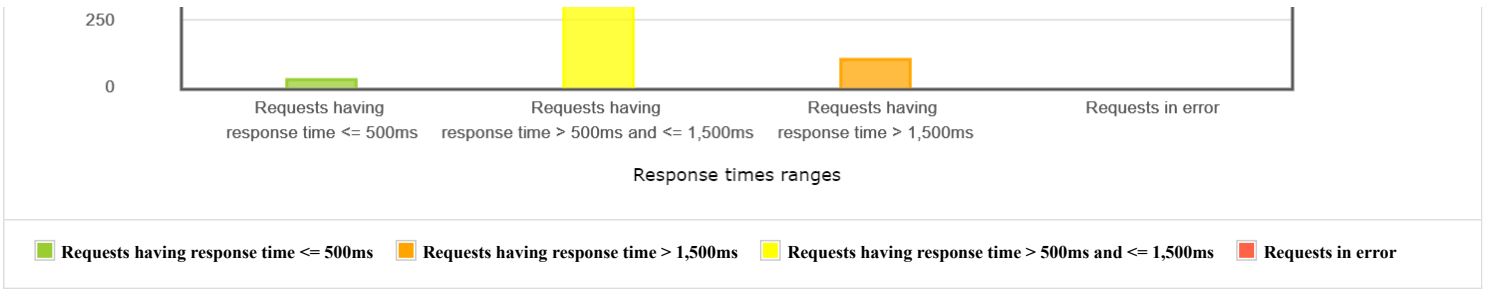 250
0
Requests having
response time <= 500ms
Requests having
response time > 500ms and <= 1,500ms
Requests having
response time > 1,500ms
Requests in error
Response times ranges
Requests having response time <= 500ms
Requests having response time > 1,500ms
Requests having response time > 500ms and <= 1,500ms
Requests in error